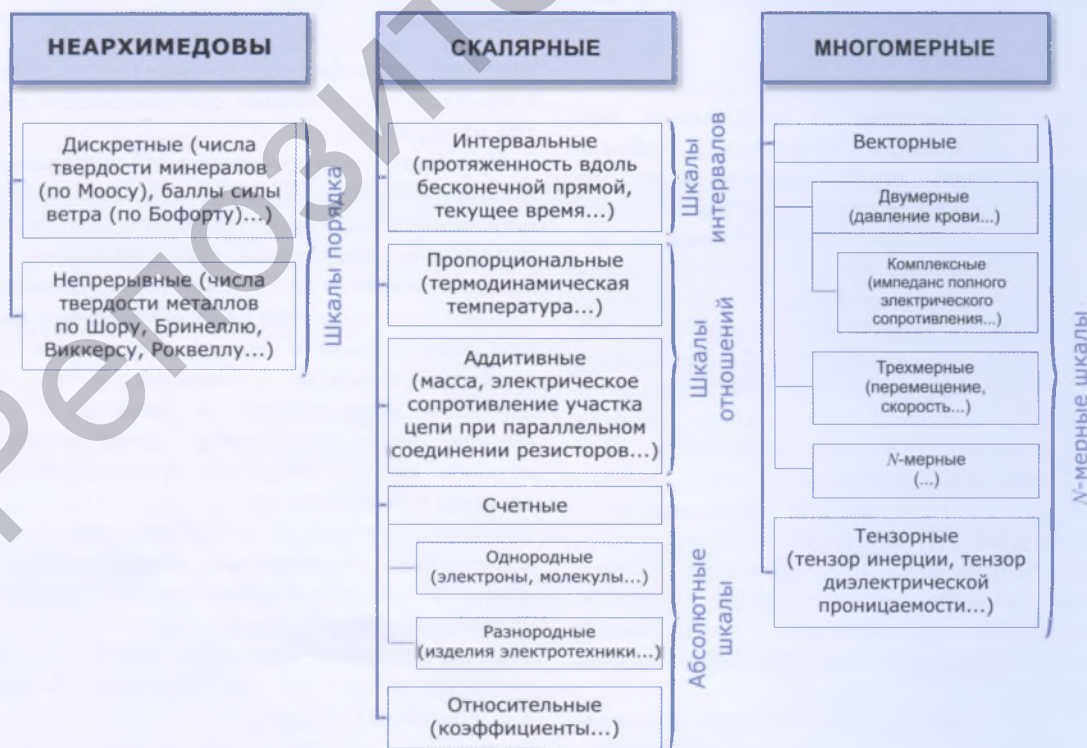 НЕАРХИМЕДОВЫ
Дискретные (числа
твердости минералов
(по Моосу), баллы силы
ветра (по Бофорту)...)
Непрерывные (числа
твердости металлов
по Шору, Бринеллю,
Виккерсу, Роквеллу...)
Шкалы порядка
СКАЛЯРНЫЕ
Интервальные
(протяженность вдоль
бесконечной прямой,
текущее время...)
Шкалы
интервалов
Пропорциональные
(термодинамическая
температура...)
Аддитивные
(масса, электрическое
сопротивление участка
цепи при параллельном
соединении резисторов...)
Шкалы
отношений
Счетные
Однородные
(электроны, молекулы...)
Разнородные
(изделия электротехники...)
Относительные
(коэффициенты...)
Абсолютные
шкалы
МНОГОМЕРНЫЕ
Векторные
Двумерные
(давление крови...)
Комплексные
(импеданс полного
электрического
сопротивления...)
Трехмерные
(перемещение,
скорость...)
N-мерные
(...)
Тензорные
(тензор инерции, тензор
диэлектрической
проницаемости...)
N-мерные шкалы
Репозит